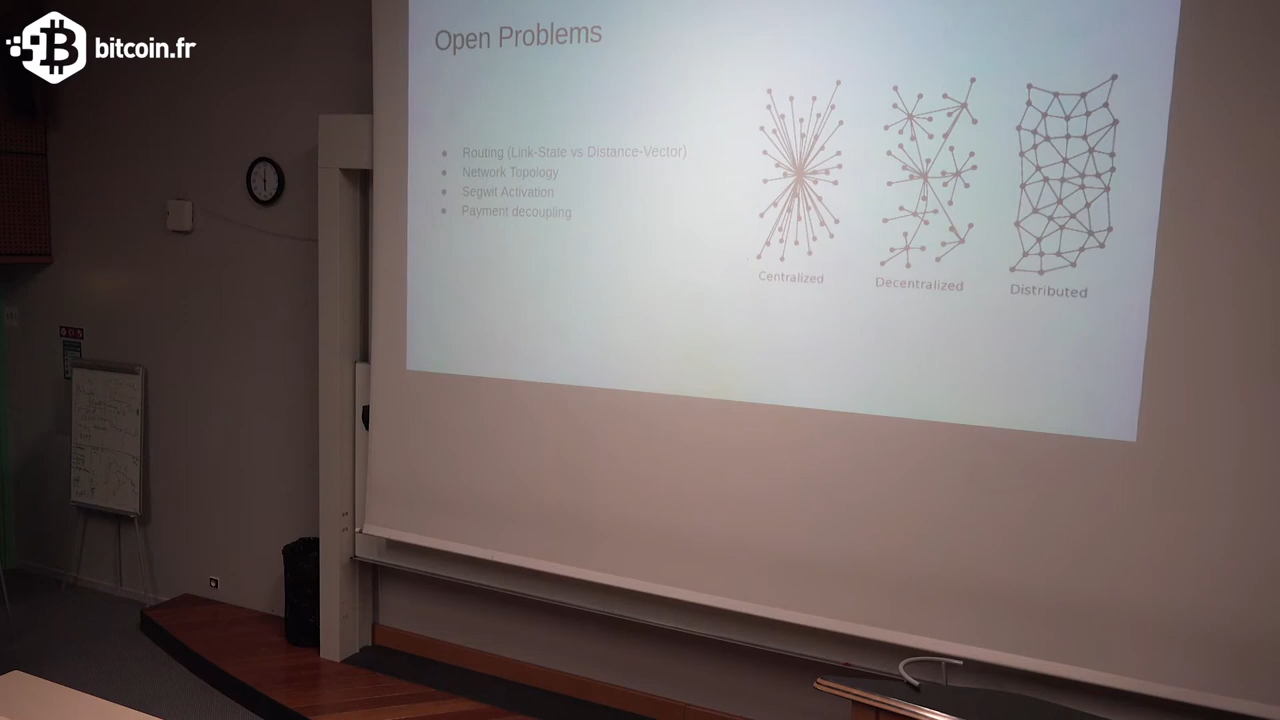 bitcoin.fr
Open Problems
Routing (Link-State vs Distance-Vector)
Network Topology
Segwit Activation
Payment decoupling
Centralized
Decentralized
Distributed